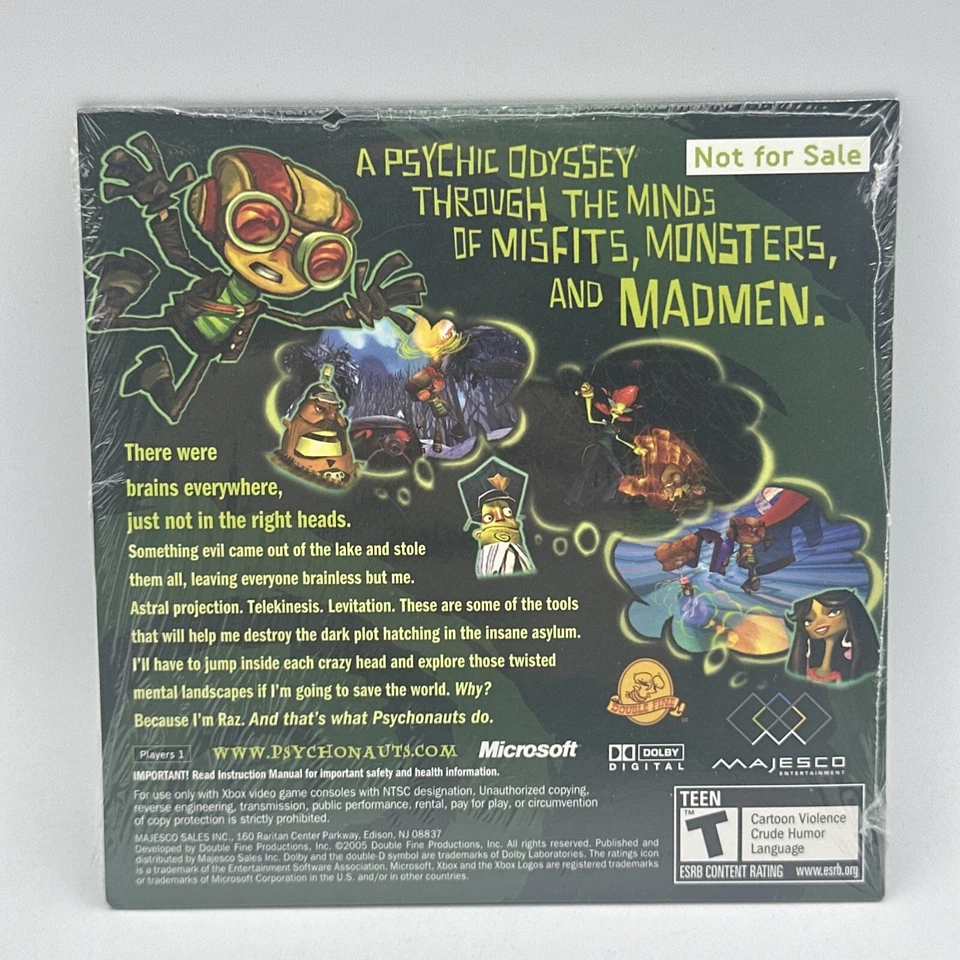 A PSYCHIC ODYSSEY
Not for Sale
THROUGH THE MINDS
OF MISFITS, MONSTERS,
AND MADMEN.
There were
brains everywhere,
just not in the right heads.
Something evil came out of the lake and stole
them all, leaving everyone brainless but me.
Astral projection. Telekinesis. Levitation. These are some of the tools
that will help me destroy the dark plot hatching in the insane asylum.
I'll have to jump inside each crazy head and explore those twisted
mental landscapes if I'm going to save the world. Why?
Because I'm Raz. And that's what Psychonauts do.
DOUBLE FINE
Players 1
WWW.PSYCHONAUTS.COM
Microsoft
DOLBY
DIGITAL
MAJESCO
ENTERTAINMENT
IMPORTANT! Read Instruction Manual for important safety and health information.
For use only with Xbox video game consoles with NTSC designation. Unauthorized copying,
reverse engineering, transmission, public performance, rental, pay for play, or circumvention
of copy protection is strictly prohibited.
MAJESCO SALES INC., 160 Raritan Center Parkway, Edison, NJ 08837
Developed by Double Fine Productions, Inc. ©2005 Double Fine Productions, Inc. All rights reserved. Published and
distributed by Majesco Sales Inc. Dolby and the double-D symbol are trademarks of Dolby Laboratories. The ratings icon
is a trademark of the Entertainment Software Association. Microsoft, Xbox and the Xbox Logos are registered trademarks
or trademarks of Microsoft Corporation in the U.S. and/or in other countries.
TEEN
TM
T
Cartoon Violence
Crude Humor
Language
ESRB CONTENT RATING www.esrb.org